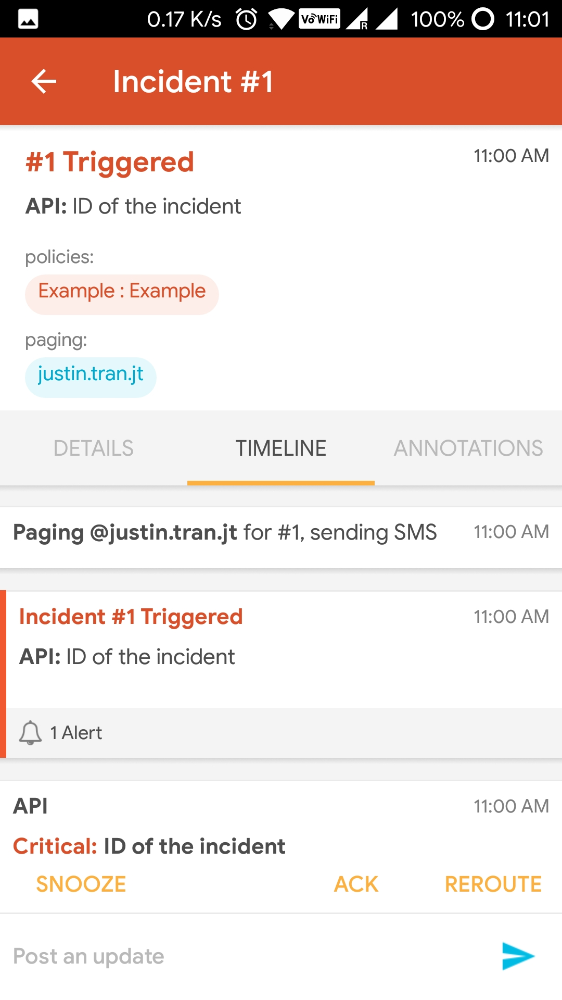 0.17 K/s VoWiFi R 100% 11:01
Incident #1
#1 Triggered 11:00 AM
API: ID of the incident
policies:
Example : Example
paging:
justin.tran.jt
DETAILS TIMELINE ANNOTATIONS
Paging @justin.tran.jt for #1, sending SMS 11:00 AM
Incident #1 Triggered 11:00 AM
API: ID of the incident
1 Alert
API 11:00 AM
Critical: ID of the incident
SNOOZE ACK REROUTE
Post an update